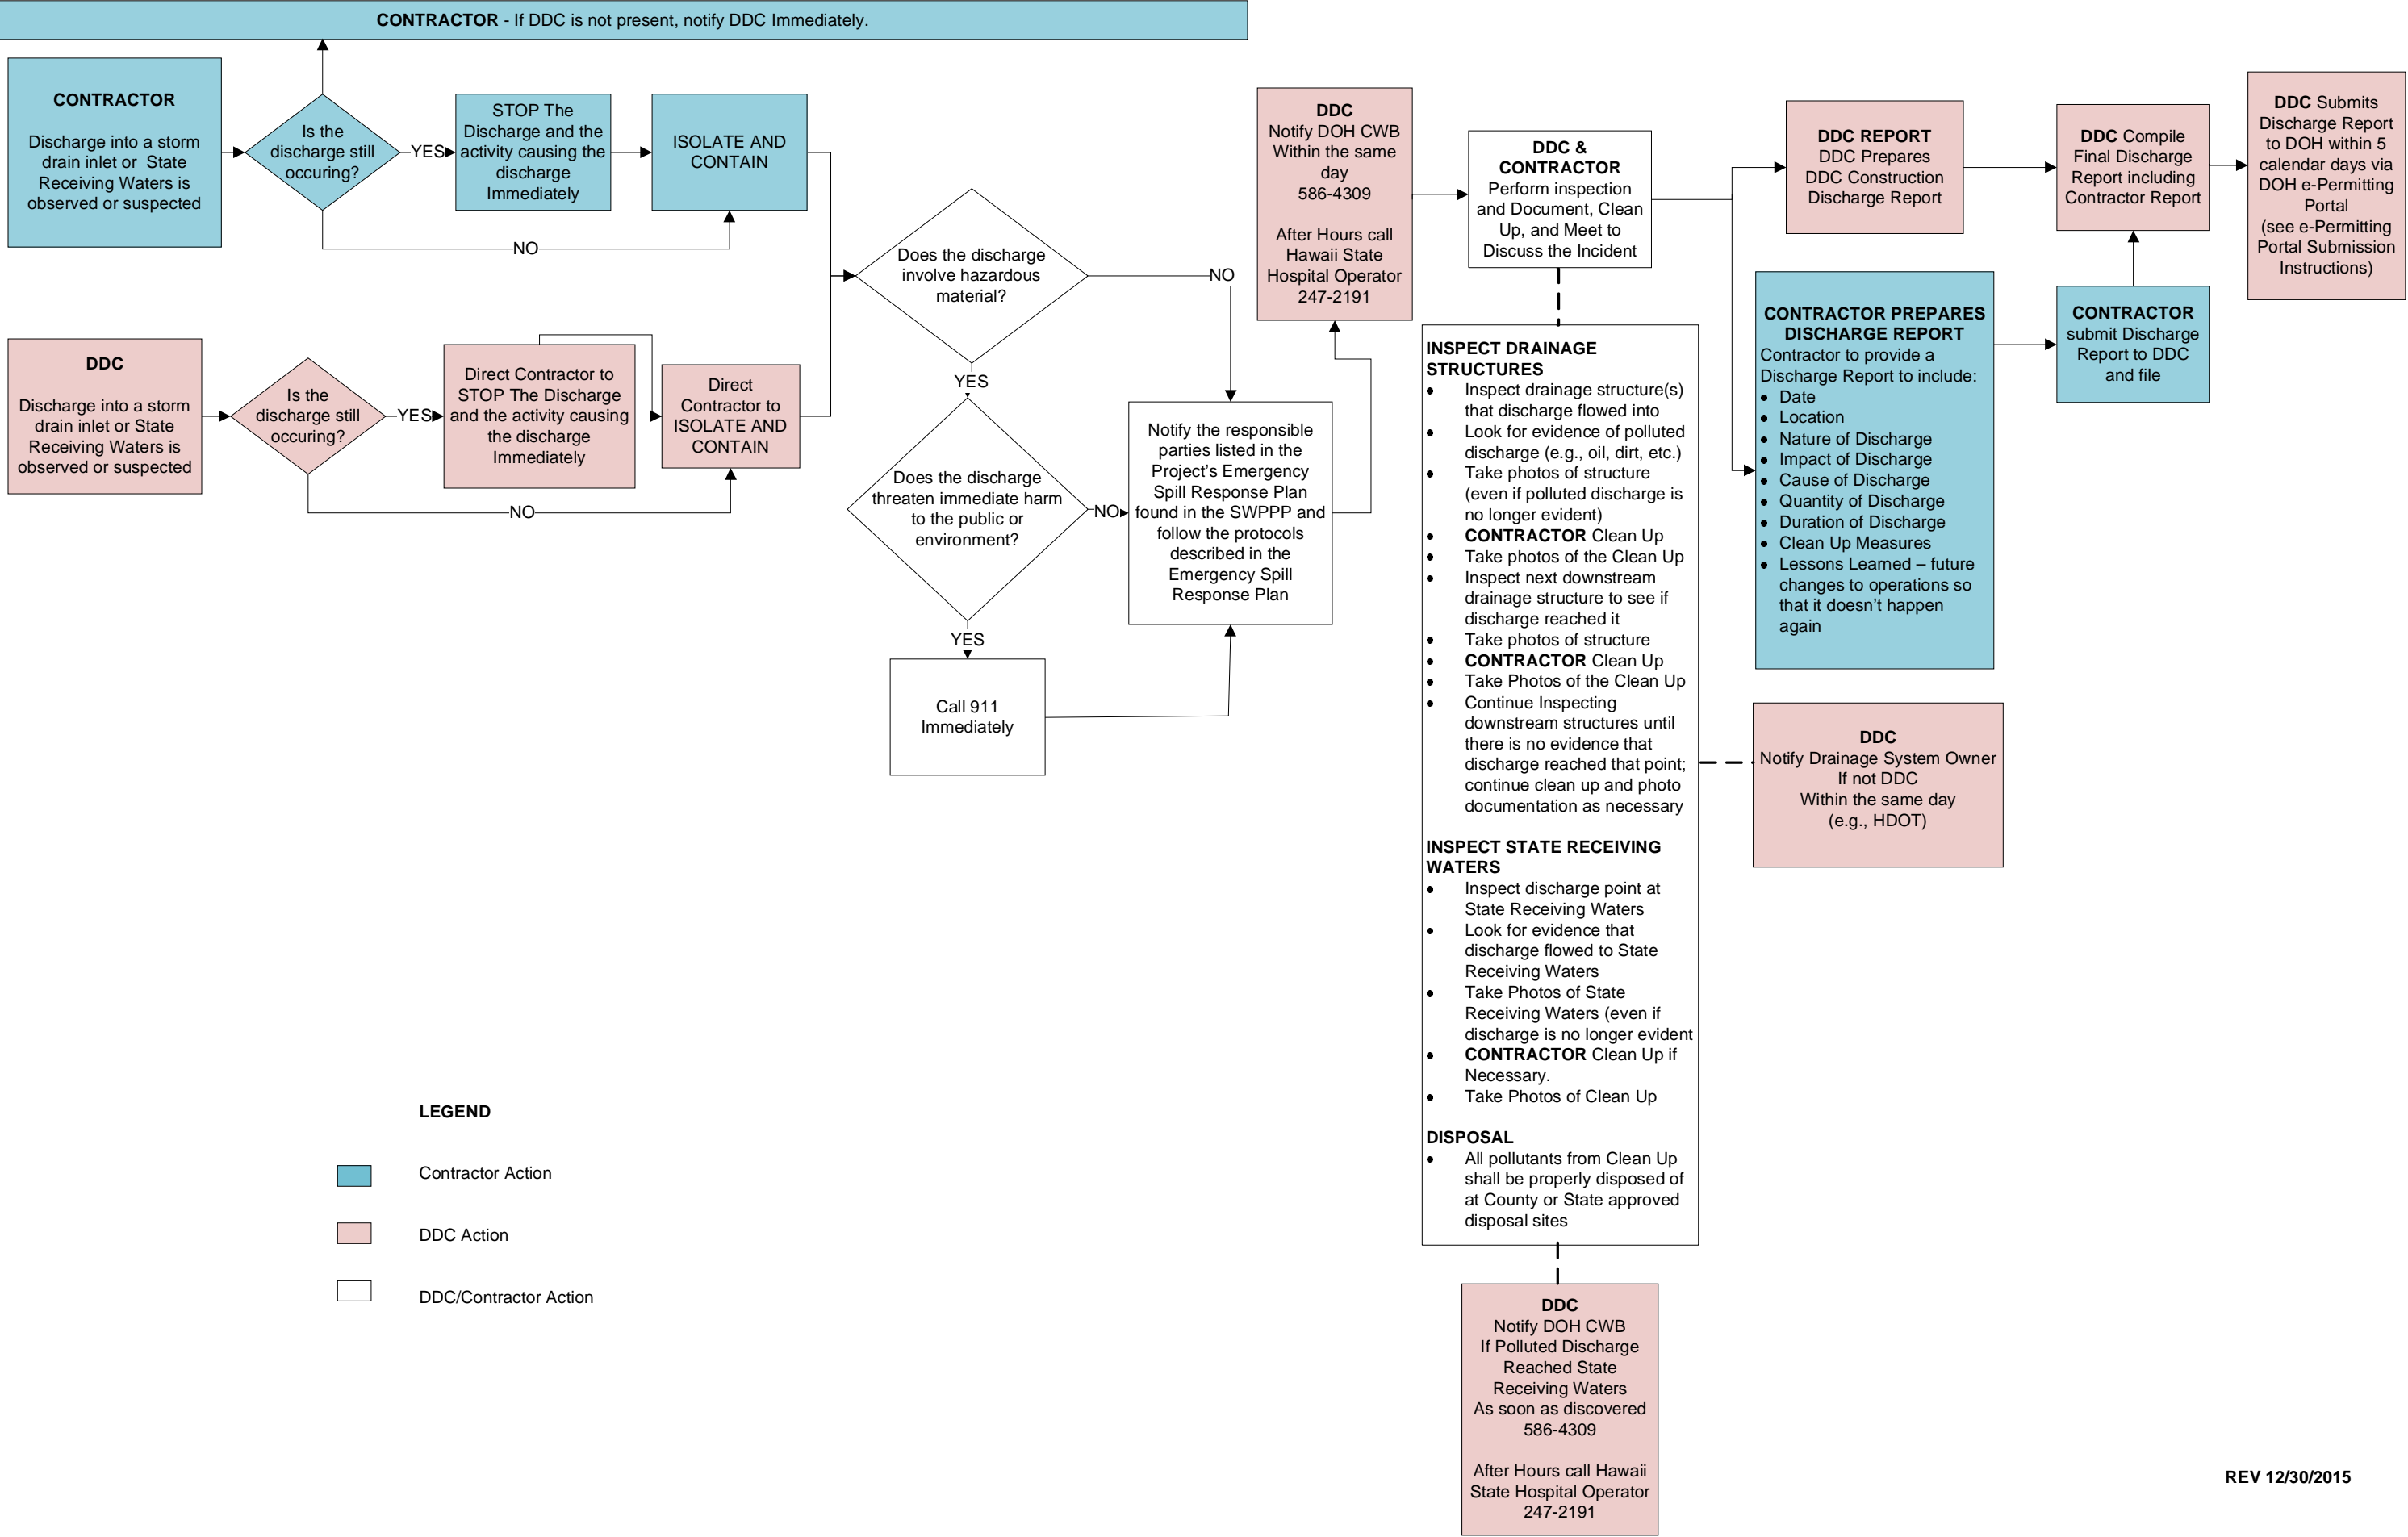 CONTRACTOR - If DDC is not present, notify DDC Immediately.
CONTRACTOR
Discharge into a storm
drain inlet or State
Receiving Waters is
observed or suspected
Is the
discharge still
occuring?
YES
NO
STOP The
Discharge and the
activity causing the
discharge
Immediately
ISOLATE AND
CONTAIN
DDC
Discharge into a storm
drain inlet or State
Receiving Waters is
observed or suspected
Is the
discharge still
occuring?
YES
NO
Direct Contractor to
STOP The Discharge
and the activity causing
the discharge
Immediately
Direct
Contractor to
ISOLATE AND
CONTAIN
Does the discharge
involve hazardous
material?
NO
YES
Does the discharge
threaten immediate harm
to the public or
environment?
NO
YES
Call 911
Immediately
Notify the responsible
parties listed in the
Project's Emergency
Spill Response Plan
found in the SWPPP and
follow the protocols
described in the
Emergency Spill
Response Plan
DDC
Notify DOH CWB
Within the same
day
586-4309
After Hours call
Hawaii State
Hospital Operator
247-2191
DDC &
CONTRACTOR
Perform inspection
and Document, Clean
Up, and Meet to
Discuss the Incident
INSPECT DRAINAGE
STRUCTURES
● Inspect drainage structure(s)
that discharge flowed into
● Look for evidence of polluted
discharge (e.g., oil, dirt, etc.)
● Take photos of structure
(even if polluted discharge is
no longer evident)
● CONTRACTOR Clean Up
● Take photos of the Clean Up
● Inspect next downstream
drainage structure to see if
discharge reached it
● Take photos of structure
● CONTRACTOR Clean Up
● Take Photos of the Clean Up
● Continue Inspecting
downstream structures until
there is no evidence that
discharge reached that point;
continue clean up and photo
documentation as necessary
INSPECT STATE RECEIVING
WATERS
● Inspect discharge point at
State Receiving Waters
● Look for evidence that
discharge flowed to State
Receiving Waters
● Take Photos of State
Receiving Waters (even if
discharge is no longer evident
● CONTRACTOR Clean Up if
Necessary.
● Take Photos of Clean Up
DISPOSAL
● All pollutants from Clean Up
shall be properly disposed of
at County or State approved
disposal sites
DDC
Notify DOH CWB
If Polluted Discharge
Reached State
Receiving Waters
As soon as discovered
586-4309
After Hours call Hawaii
State Hospital Operator
247-2191
DDC REPORT
DDC Prepares
DDC Construction
Discharge Report
CONTRACTOR PREPARES
DISCHARGE REPORT
Contractor to provide a
Discharge Report to include:
● Date
● Location
● Nature of Discharge
● Impact of Discharge
● Cause of Discharge
● Quantity of Discharge
● Duration of Discharge
● Clean Up Measures
● Lessons Learned – future
changes to operations so
that it doesn't happen
again
DDC
Notify Drainage System Owner
If not DDC
Within the same day
(e.g., HDOT)
DDC Compile
Final Discharge
Report including
Contractor Report
CONTRACTOR
submit Discharge
Report to DDC
and file
DDC Submits
Discharge Report
to DOH within 5
calendar days via
DOH e-Permitting
Portal
(see e-Permitting
Portal Submission
Instructions)
LEGEND
Contractor Action
DDC Action
DDC/Contractor Action
REV 12/30/2015